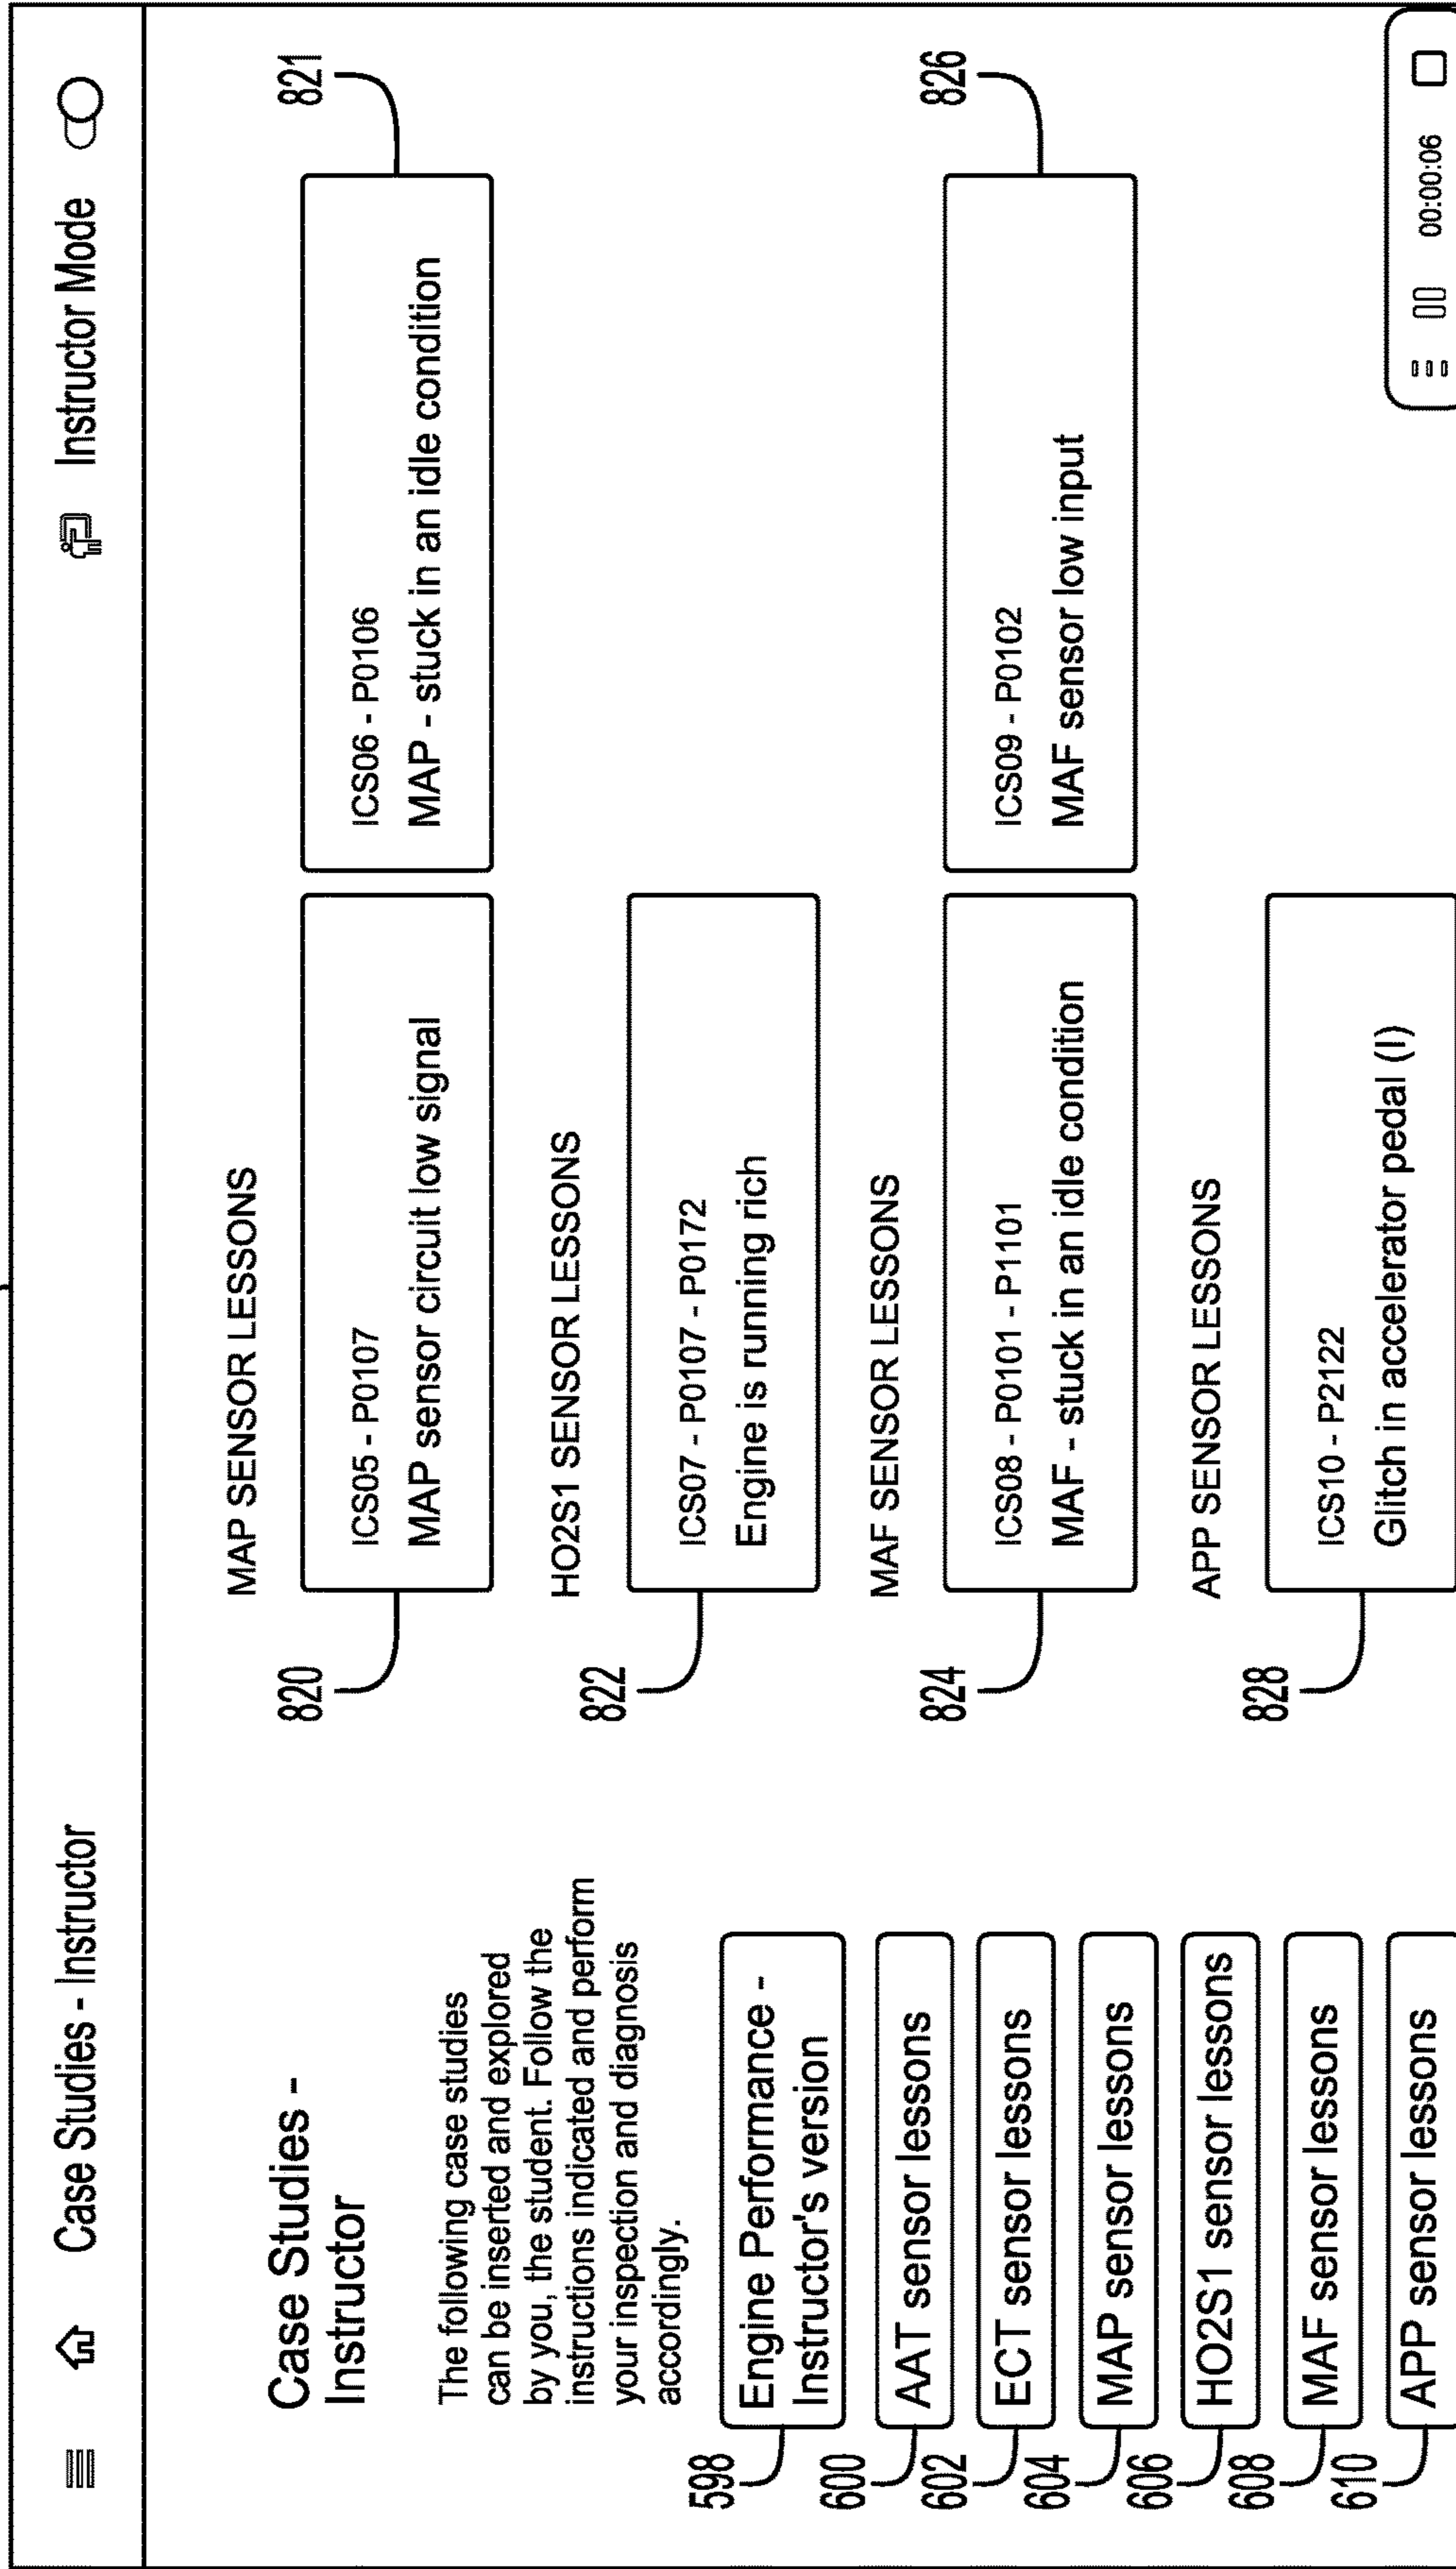 Case Studies - Instructor
Instructor Mode
Case Studies -
Instructor
The following case studies
can be inserted and explored
by you, the student. Follow the
instructions indicated and perform
your inspection and diagnosis
accordingly.
598
Engine Performance -
Instructor's version
600
AAT sensor lessons
602
ECT sensor lessons
604
MAP sensor lessons
606
HO2S1 sensor lessons
608
MAF sensor lessons
610
APP sensor lessons
MAP SENSOR LESSONS
820
ICS05 - P0107
MAP sensor circuit low signal
821
ICS06 - P0106
MAP - stuck in an idle condition
HO2S1 SENSOR LESSONS
822
ICS07 - P0107 - P0172
Engine is running rich
MAF SENSOR LESSONS
824
ICS08 - P0101 - P1101
MAF - stuck in an idle condition
826
ICS09 - P0102
MAF sensor low input
APP SENSOR LESSONS
828
ICS10 - P2122
Glitch in accelerator pedal (I)
00:00:06